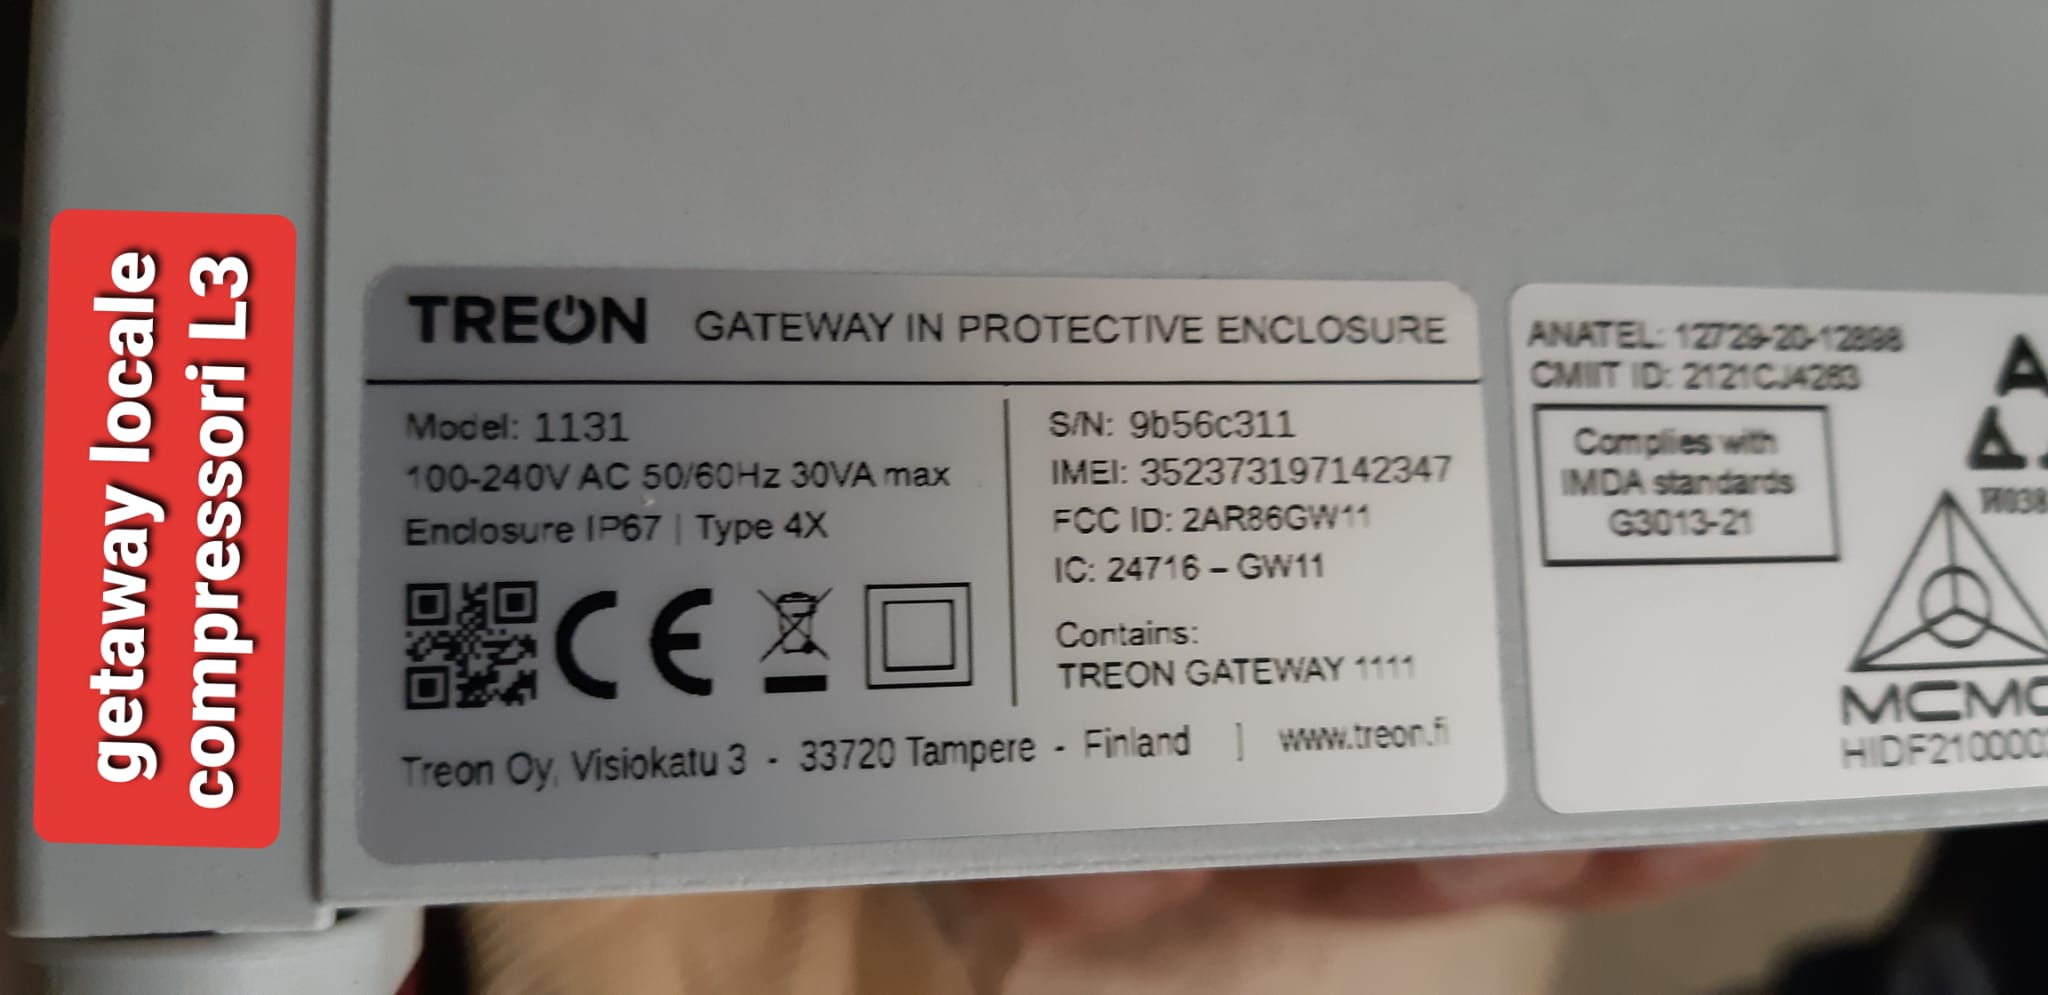 getaway locale
compressori L3
TREON GATEWAY IN PROTECTIVE ENCLOSURE
Model: 1131
100-240V AC 50/60Hz 30VA max
Enclosure IP67 | Type 4X
CE
S/N: 9b56c311
IMEI: 352373197142347
FCC ID: 2AR86GW11
IC: 24716 – GW11
Contains:
TREON GATEWAY 1111
Treon Oy, Visiokatu 3 - 33720 Tampere - Finland | www.treon.fi
ANATEL: 12729-20-12898
CMIIT ID: 2121CJ4283
Complies with
IMDA standards
G3013-21
A
MCMC